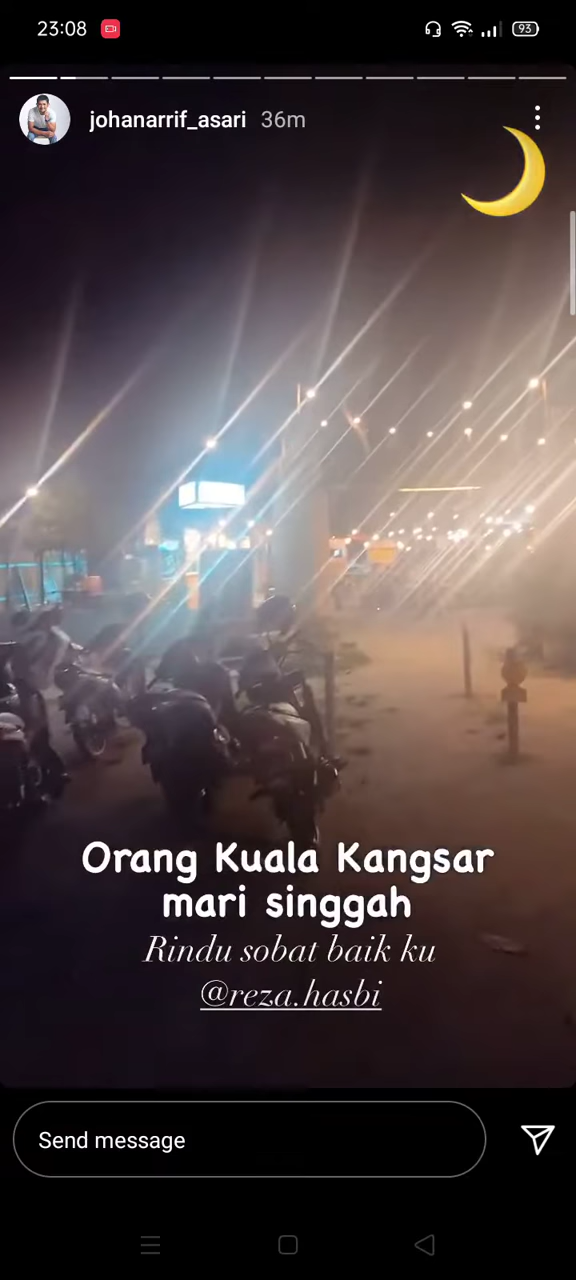 23:08
93
johanarrif_asari 36m
Orang Kuala Kangsar
mari singgah
Rindu sobat baik ku
@reza.hasbi
Send message